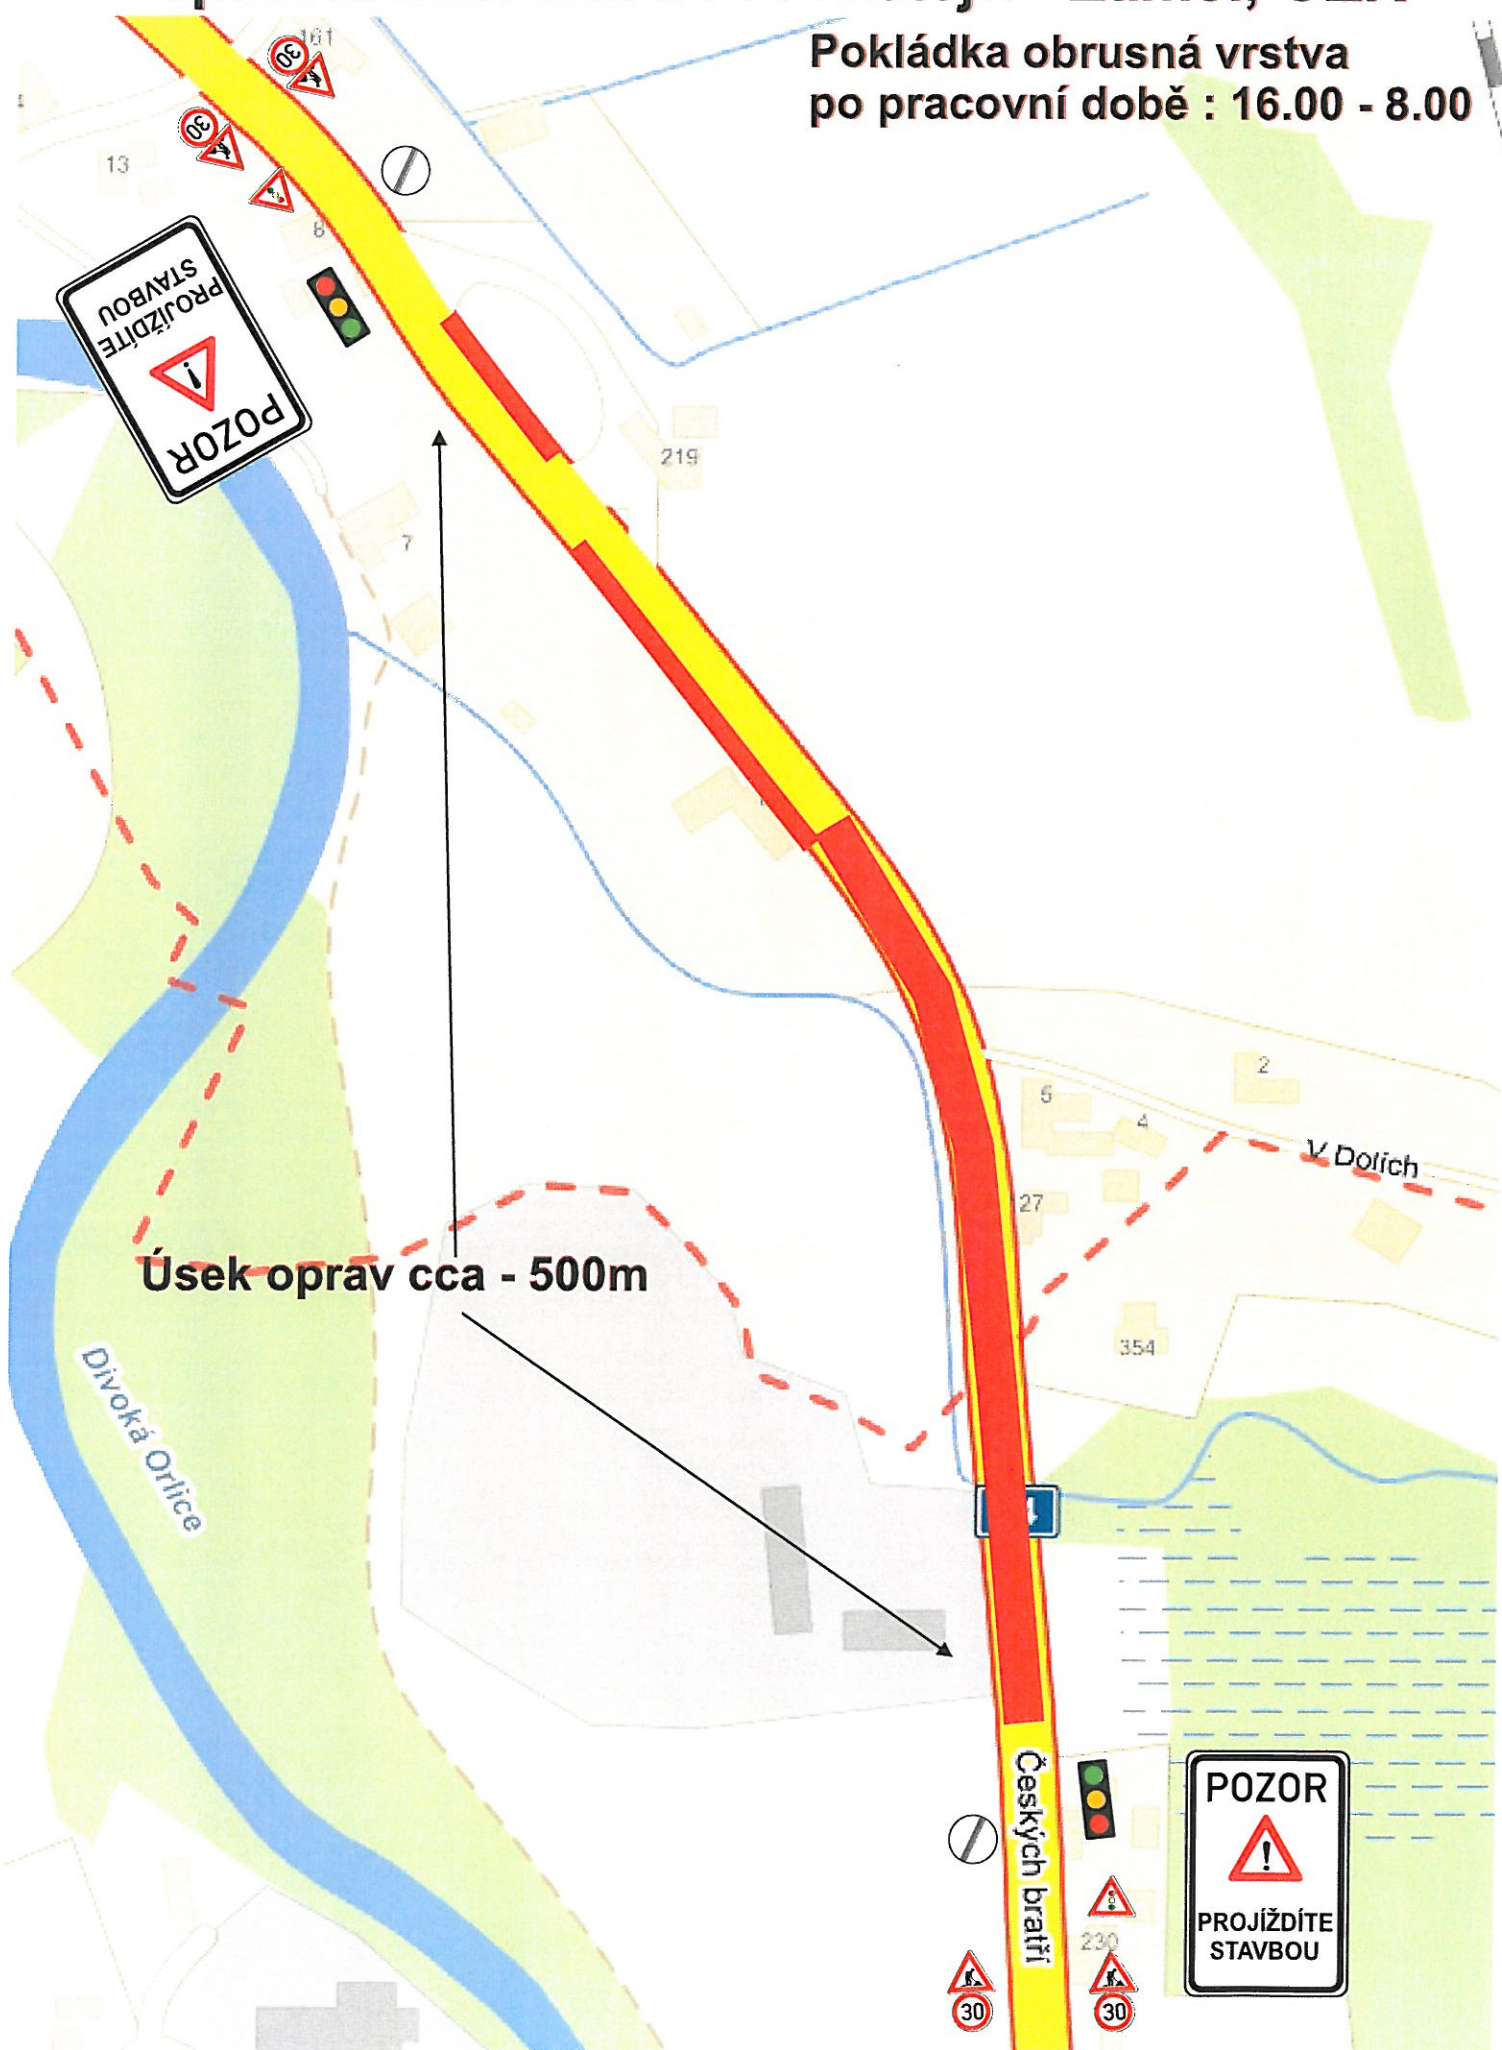 Pokládka obrusná vrstva
po pracovní době : 16.00 - 8.00
161
30
30
13
8
POZOR
PROJÍŽDÍTE
STAVBOU
219
7
2
5
4
V Dolích
27
Úsek oprav cca - 500m
354
Divoká Orlice
Českých bratří
POZOR
PROJÍŽDÍTE
STAVBOU
230
30
30